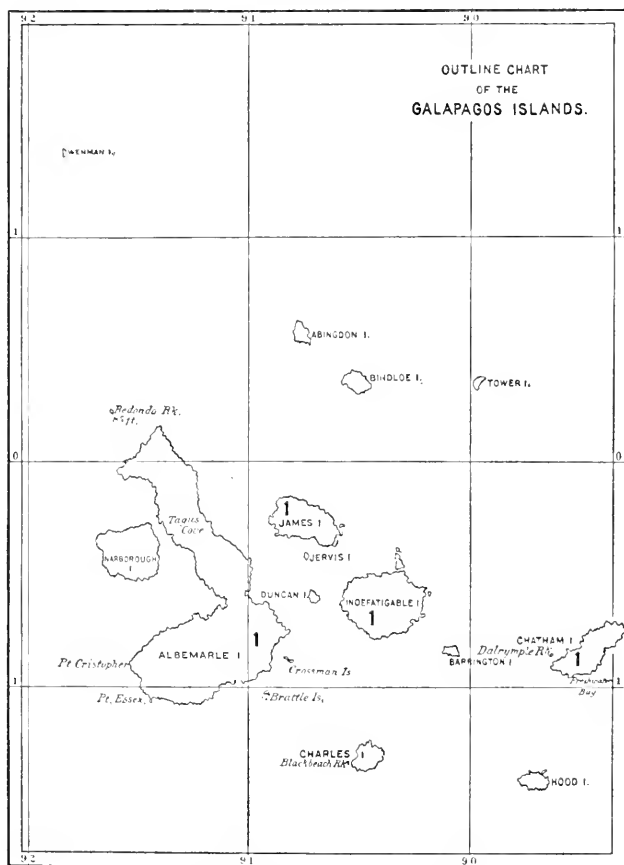 92 91 90
OUTLINE CHART
OF THE
GALAPAGOS ISLANDS.
WENMAN I.
1 1
ABINGDON I.
BINDLOE I.
TOWER I.
Redondo Rk.
0 0
1
JAMES I
Tagus
Cove
NARBOROUGH
I
JERVIS I
DUNCAN I.
INDEFATIGABLE I
1
CHATHAM I
ALBEMARLE I
1
Dalrymple Rk
1
Pt Cristopher
BARRINGTON I
Crossman Is
Freshwater
Bay
1
Pt. Essex
Brattle Is.
CHARLES
I
Blackbeach Rk
HOOD I.
92 91 90